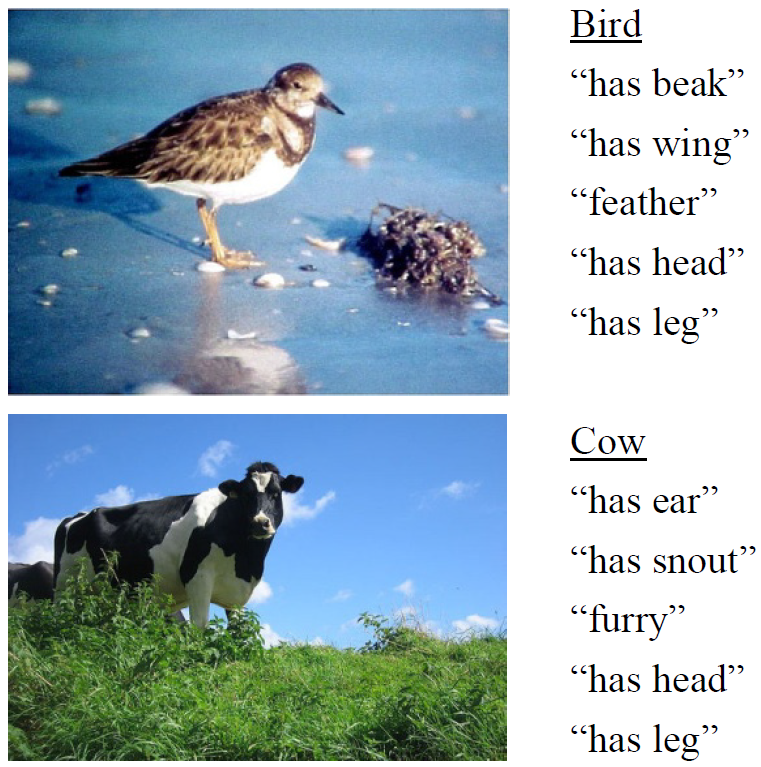 Bird
“has beak”
“has wing”
“feather”
“has head”
“has leg”
Cow
“has ear”
“has snout”
“furry”
“has head”
“has leg”